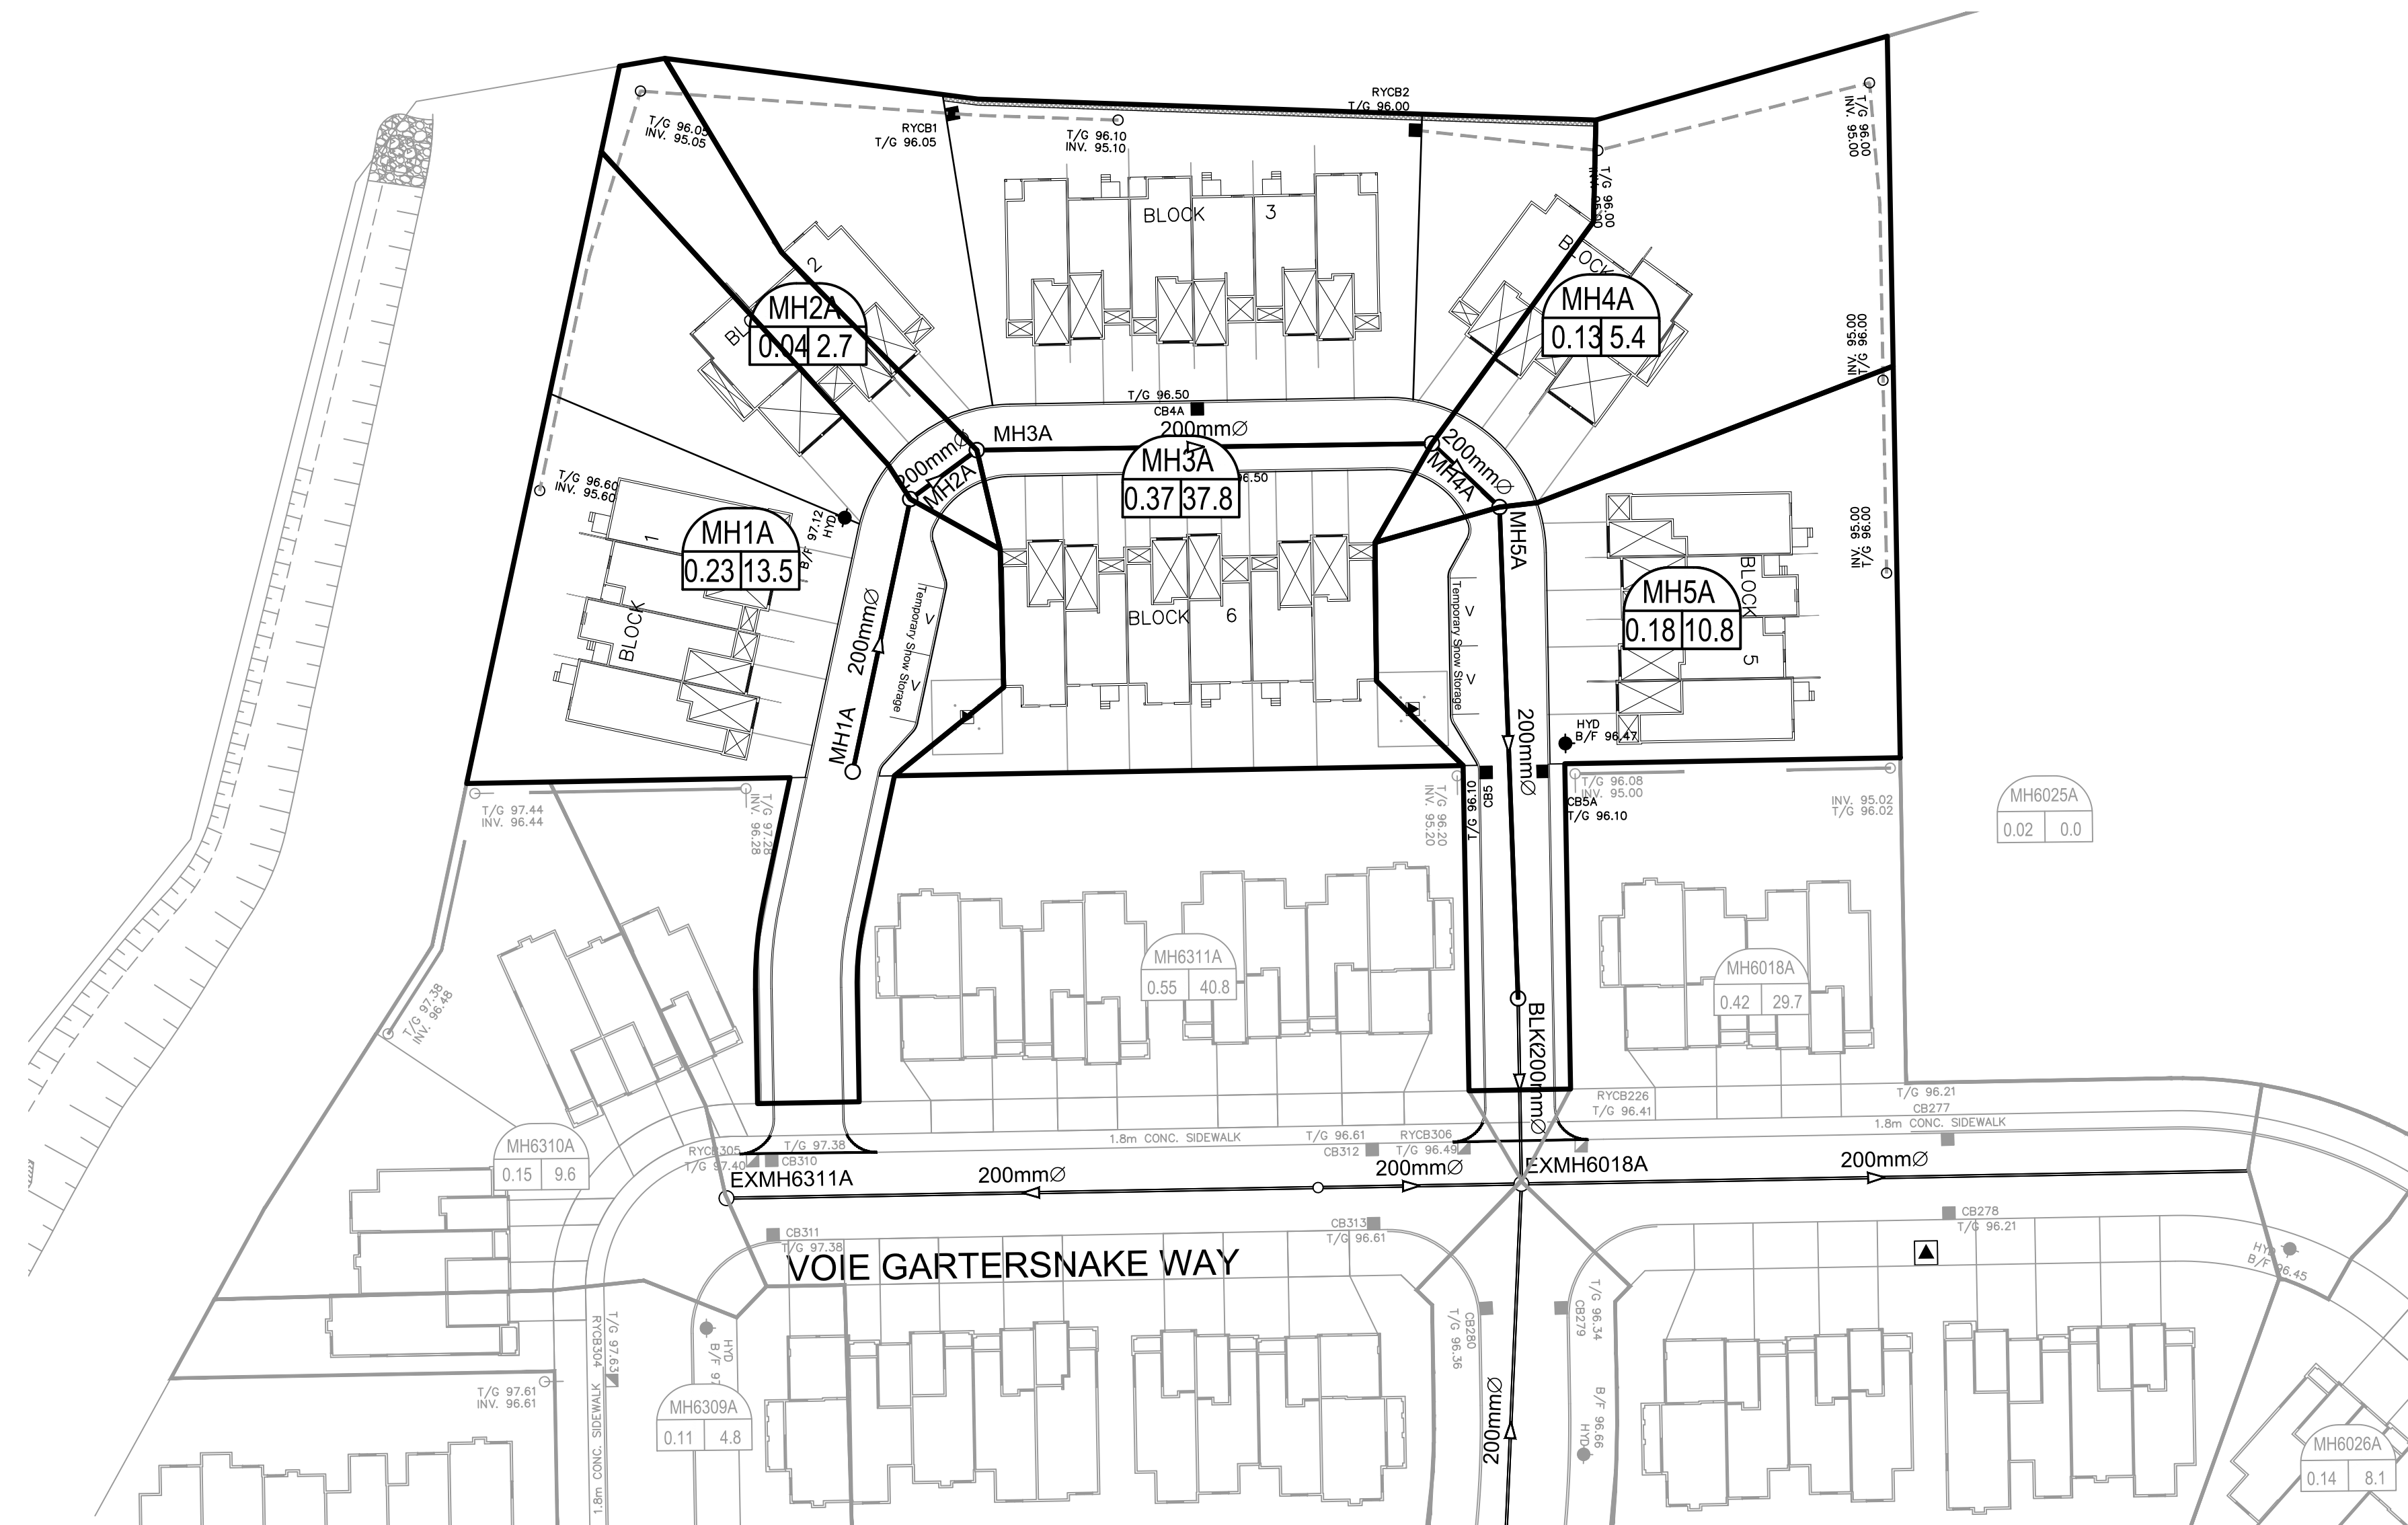 RYCB2
T/G 96.00
T/G 96.05
INV. 95.05
RYCB1
T/G 96.05
T/G 96.10
INV. 95.10
T/G 96.00
INV. 95.00
T/G 96.00
BLOCK 3
BLOCK
MH4A
0.13 5.4
2
MH2A
0.04 2.7
INV. 95.00
T/G 96.00
T/G 96.50
CB4A
200mmØ
MH3A
200mmØ
MH2A
MH3A
0.37 37.8
6.50
200mmØ
MH4A
T/G 96.60
INV. 95.60
HYD
B/F 97.12
MH1A
0.23 13.5
1
BLOCK
MH5A
INV. 95.00
T/G 96.00
BLOCK
5
MH5A
0.18 10.8
BLOCK 6
200mmØ
Temporary Snow Storage
Temporary Snow Storage
MH1A
200mmØ
HYD
B/F 96.47
T/G 97.44
INV. 96.44
T/G 97.28
INV. 96.28
T/G 96.20
INV. 95.20
T/G 96.10
CB5
T/G 96.08
INV. 95.00
CB5A
T/G 96.10
INV. 95.02
T/G 96.02
MH6025A
0.02 0.0
MH6311A
0.55 40.8
MH6018A
0.42 29.7
T/G 97.38
INV. 96.48
200mmØ
RYCB226
T/G 96.41
T/G 96.21
CB277
1.8m CONC. SIDEWALK
MH6310A
0.15 9.6
RYCB305
T/G 97.40
T/G 97.38
CB310
1.8m CONC. SIDEWALK
T/G 96.61
CB312
RYCB306
T/G 96.49
EXMH6311A
200mmØ
200mmØ
EXMH6018A
200mmØ
CB311
T/G 97.38
CB313
T/G 96.61
CB278
T/G 96.21
VOIE GARTERSNAKE WAY
HYD
B/F 96.45
T/G 97.63
RYCB304
1.8m CONC. SIDEWALK
HYD
B/F 97.
CB280
T/G 96.36
T/G 96.34
CB279
T/G 97.61
INV. 96.61
MH6309A
0.11 4.8
200mmØ
B/F 96.66
HYD
MH6026A
0.14 8.1